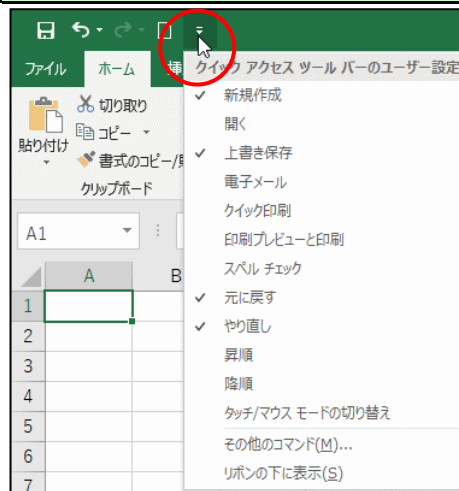 ファイル ホーム 挿
クイック アクセス ツール バーのユーザー設定
新規作成
切り取り
開く
コピー
上書き保存
貼り付け
書式のコピー/
電子メール
クリップボード
クイック印刷
A1
印刷プレビューと印刷
スペル チェック
A B
元に戻す
1
やり直し
2
昇順
3
降順
4
タッチ/マウス モードの切り替え
5
その他のコマンド(M)...
6
リボンの下に表示(S)
7